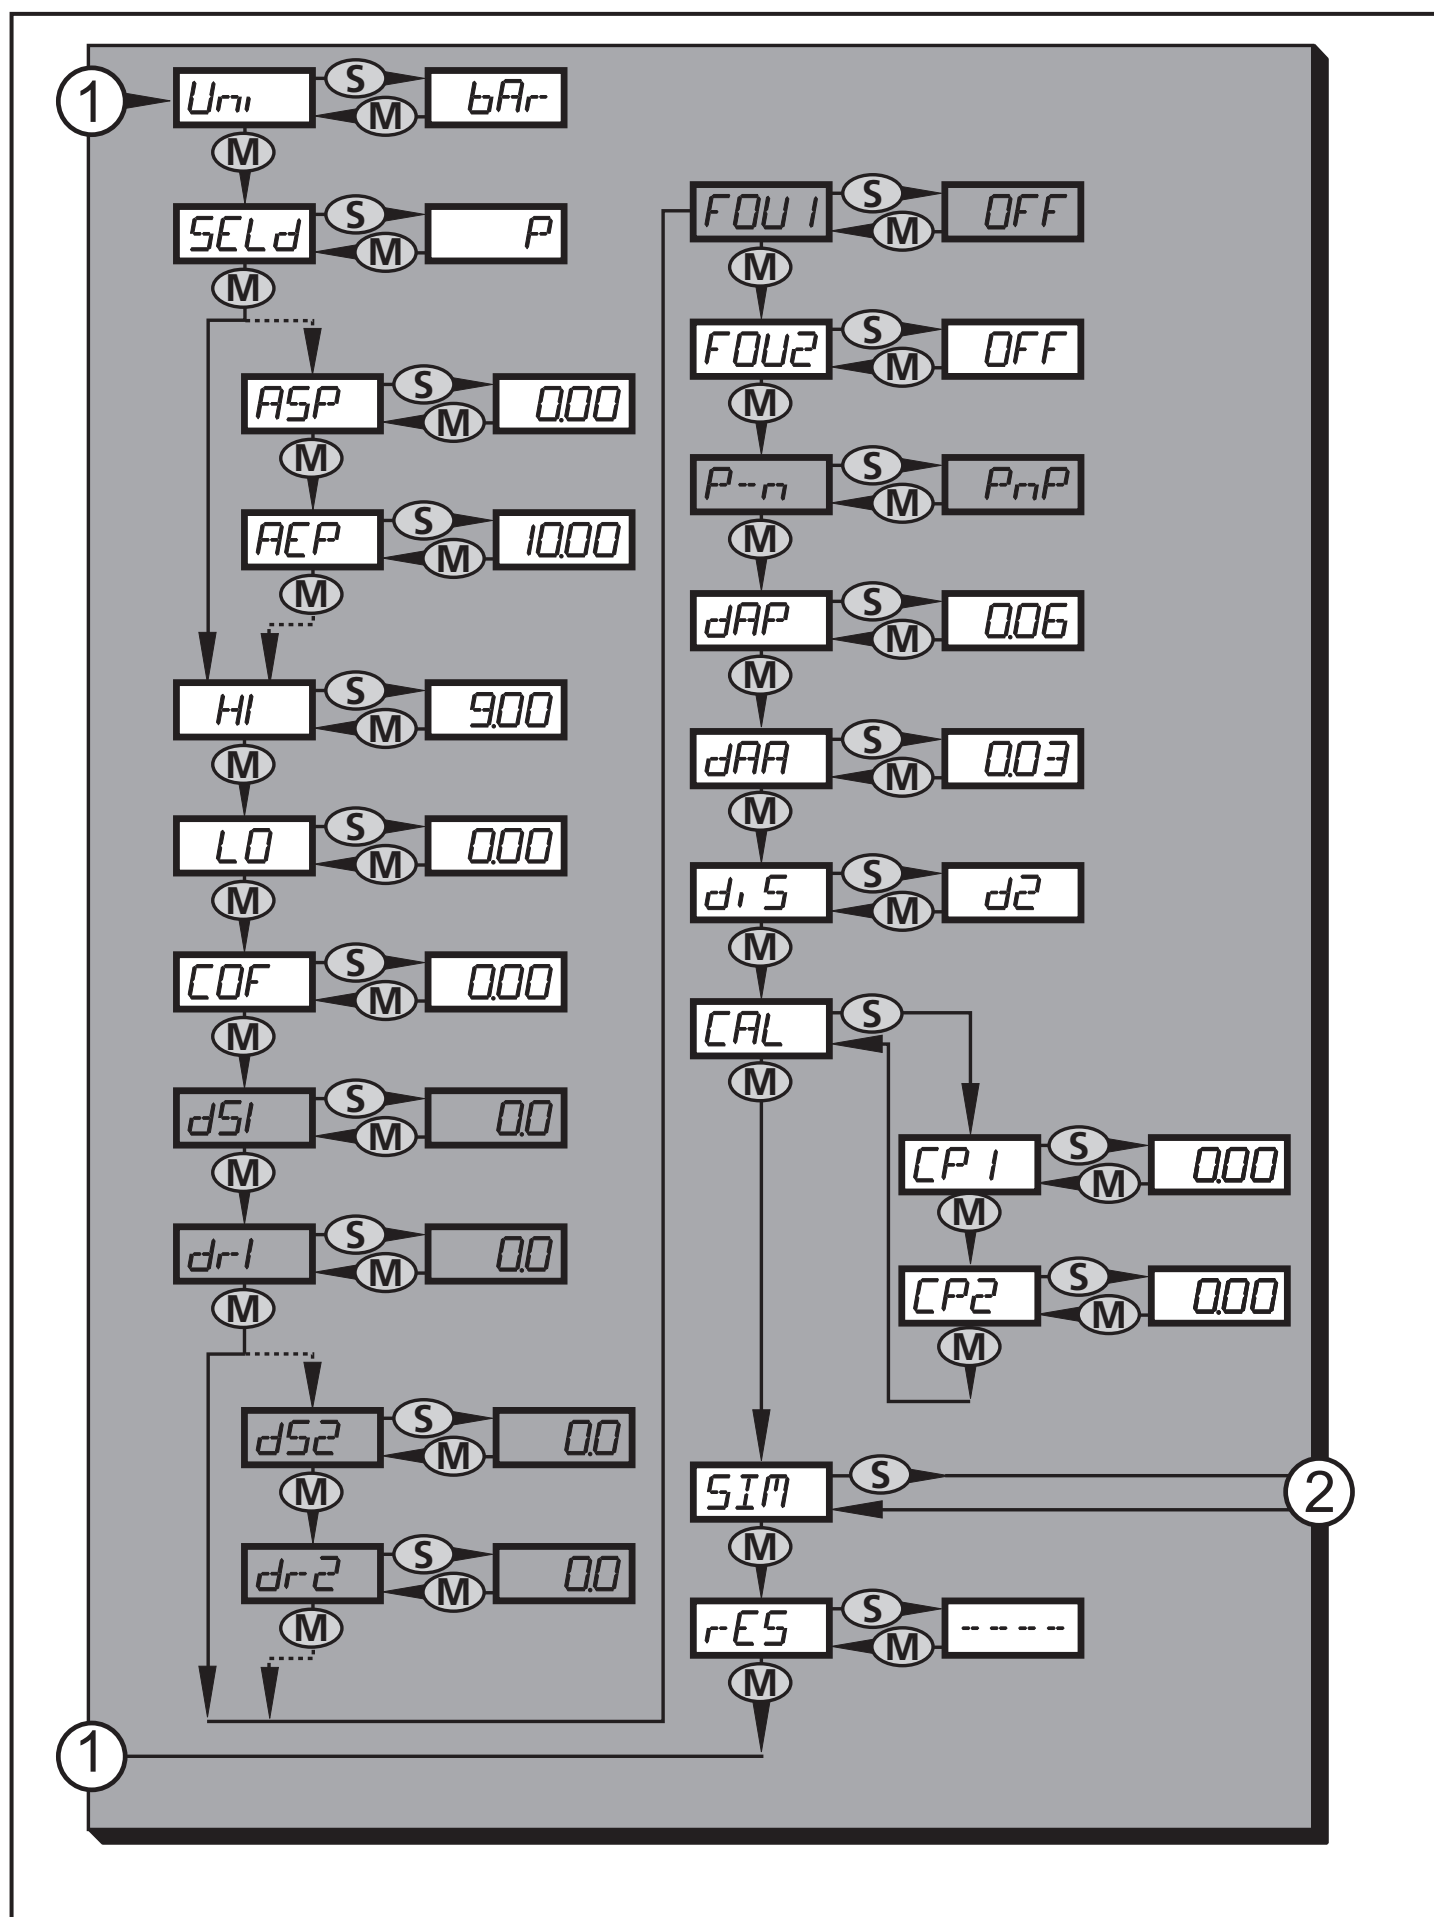 1 Uni S bAr
M
M
SELd S P
M
M
ASP S 0.00
M
M
AEP S 10.00
M
M
HI S 9.00
M
M
LO S 0.00
M
M
COF S 0.00
M
M
dS1 S 0.0
M
M
dr1 S 0.0
M
M
dS2 S 0.0
M
M
dr2 S 0.0
M
M
1
FOU1 S OFF
M
M
FOU2 S OFF
M
M
P-n S PnP
M
M
dAP S 0.06
M
M
dAA S 0.03
M
M
diS S d2
M
M
CAL S
M
CP1 S 0.00
M
M
CP2 S 0.00
M
M
SIM S 2
M
rES S ----
M
M